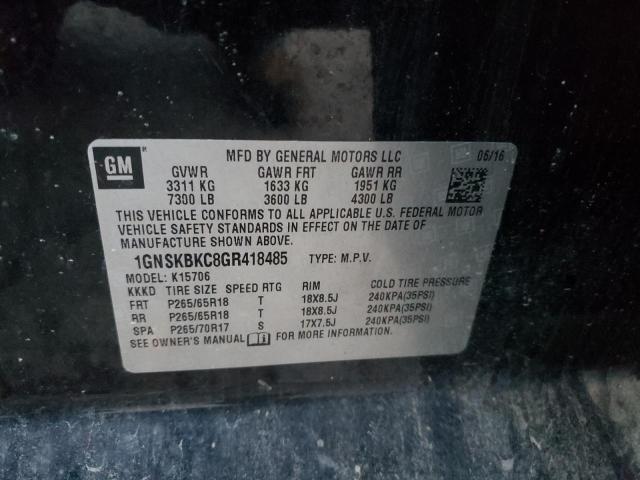 GM
MFD BY GENERAL MOTORS LLC 06/16
GVWR GAWR FRT GAWR RR
3311 KG 1633 KG 1951 KG
7300 LB 3600 LB 4300 LB
THIS VEHICLE CONFORMS TO ALL APPLICABLE U.S. FEDERAL MOTOR
VEHICLE SAFETY STANDARDS IN EFFECT ON THE DATE OF
MANUFACTURE SHOWN ABOVE.
1GNSKBKC8GR418485 TYPE: M.P.V.
MODEL: K15706
KKKD TIRE SIZE SPEED RTG RIM COLD TIRE PRESSURE
FRT P265/65R18 T 18X8.5J 240KPA(35PSI)
RR P265/65R18 T 18X8.5J 240KPA(35PSI)
SPA P265/70R17 S 17X7.5J 240KPA(35PSI)
SEE OWNER'S MANUAL FOR MORE INFORMATION.